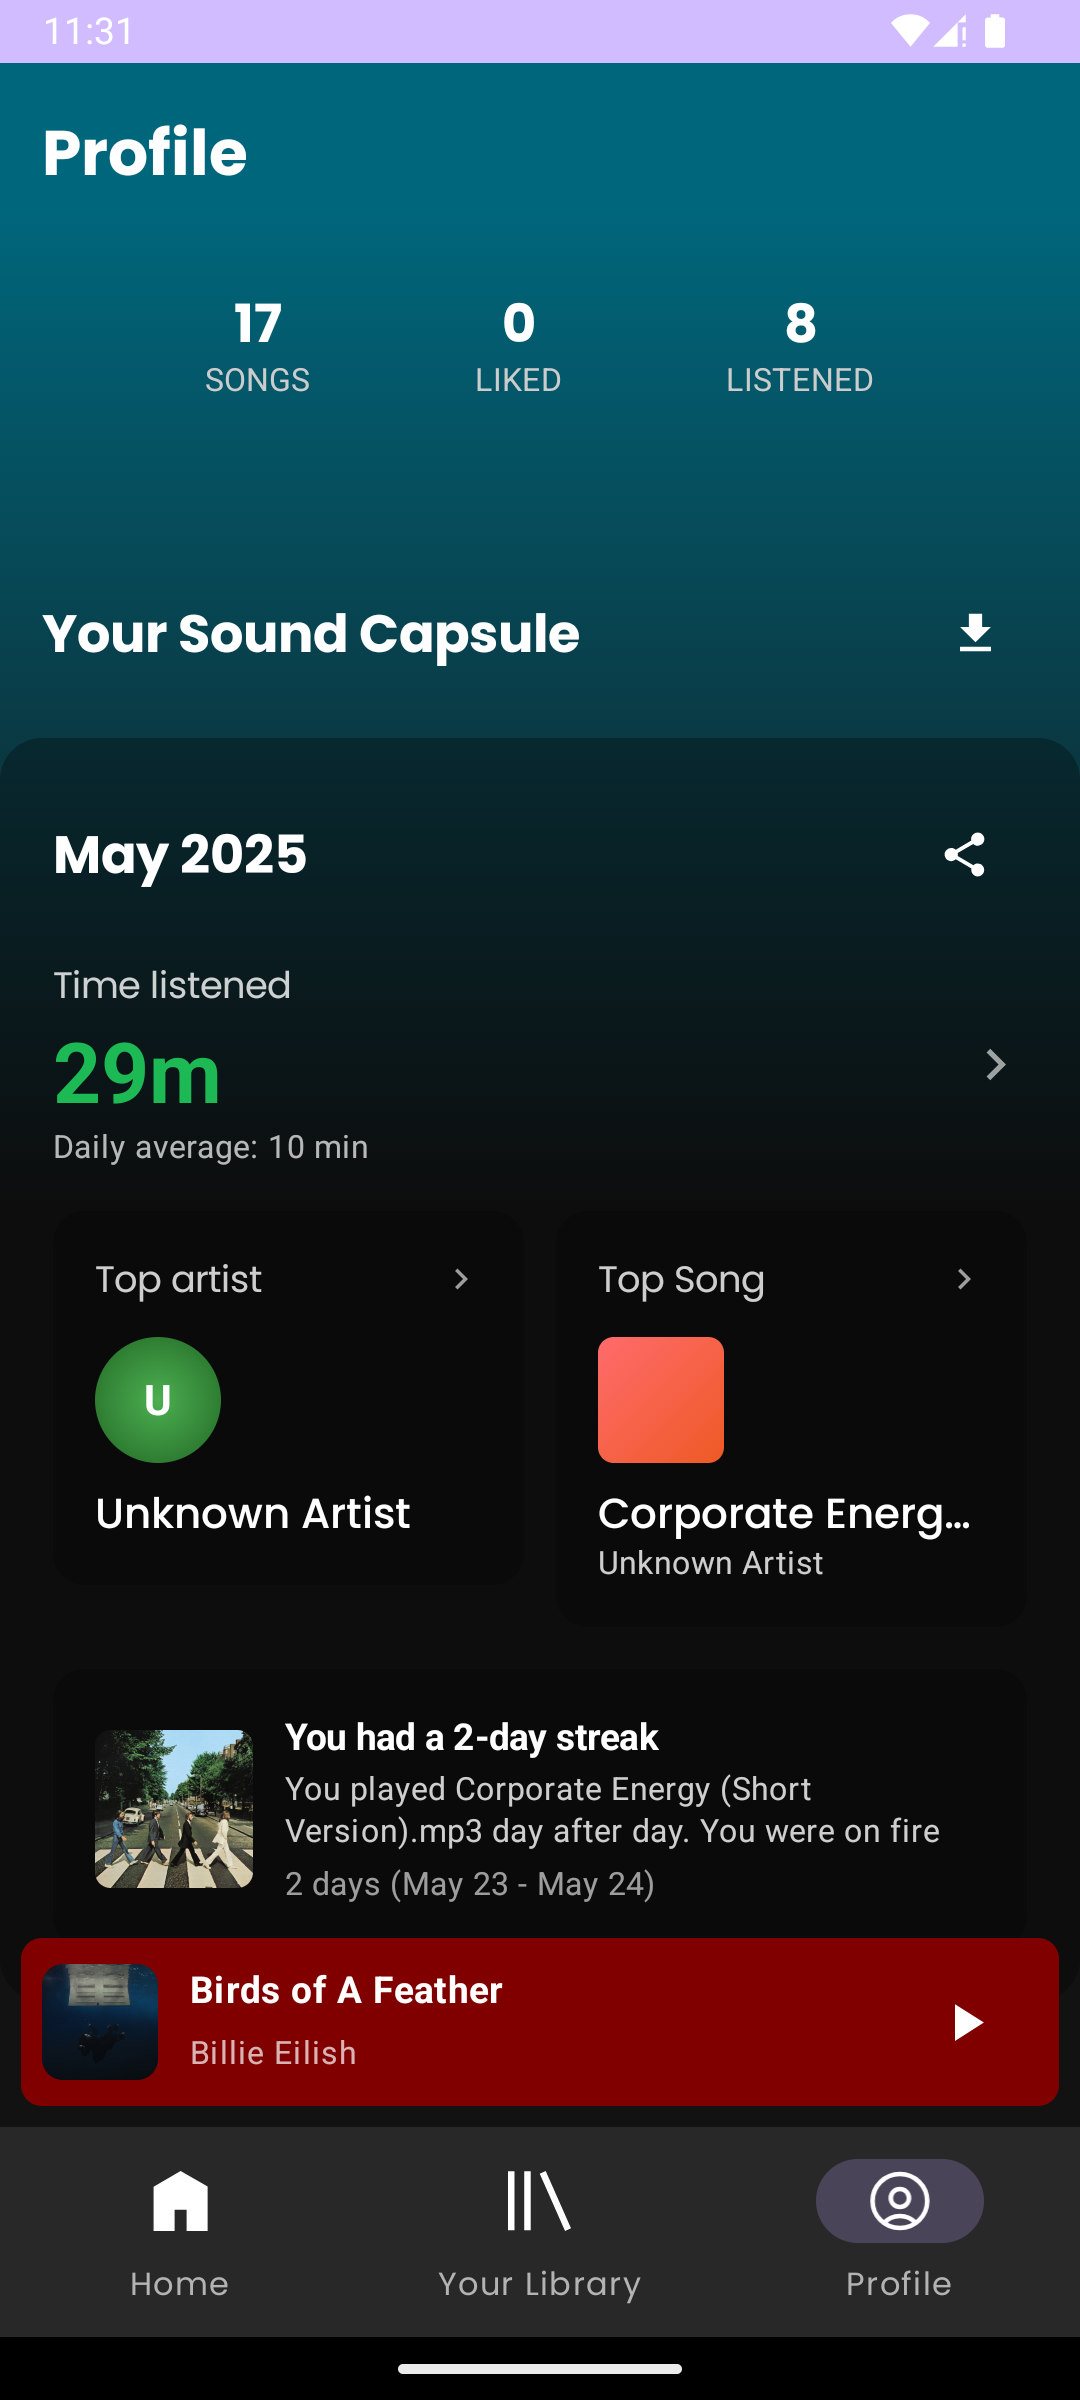 11:31
Profile
17
SONGS
0
LIKED
8
LISTENED
Your Sound Capsule
May 2025
Time listened
29m
Daily average: 10 min
Top artist
U
Unknown Artist
Top Song
Corporate Energ...
Unknown Artist
You had a 2-day streak
You played Corporate Energy (Short
Version).mp3 day after day. You were on fire
2 days (May 23 - May 24)
Birds of A Feather
Billie Eilish
Home
Your Library
Profile